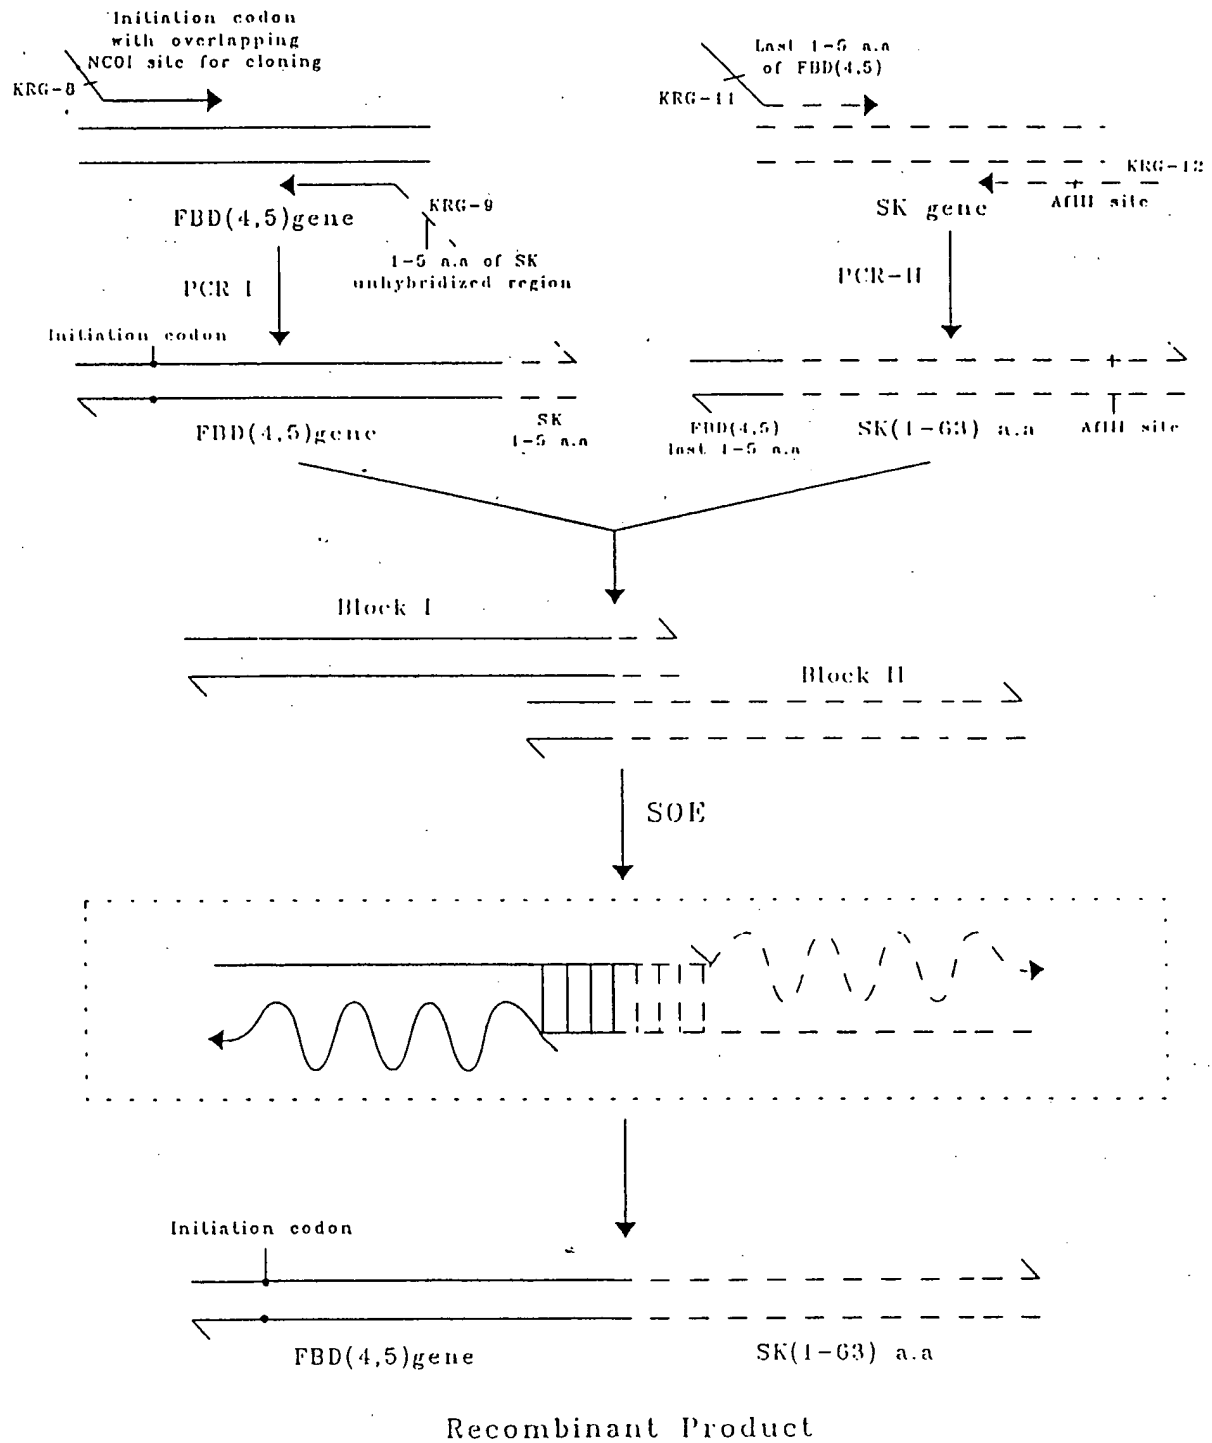 Initiation codon
with overlapping
NCOI site for cloning
KRG-8
Last 1-5 a.a
of FBD(4,5)
KRG-11
KRG-12
AflII site
SK gene
KRG-9
FBD(4,5)gene
1-5 a.a of SK
unhybridized region
PCR I
PCR-II
Initiation codon
FBD(4,5)gene
SK
1-5 a.a
FBD(4,5)
last 1-5 a.a
SK(1-63) a.a
AflII site
Block I
Block II
SOE
Initiation codon
FBD(4,5)gene
SK(1-63) a.a
Recombinant Product